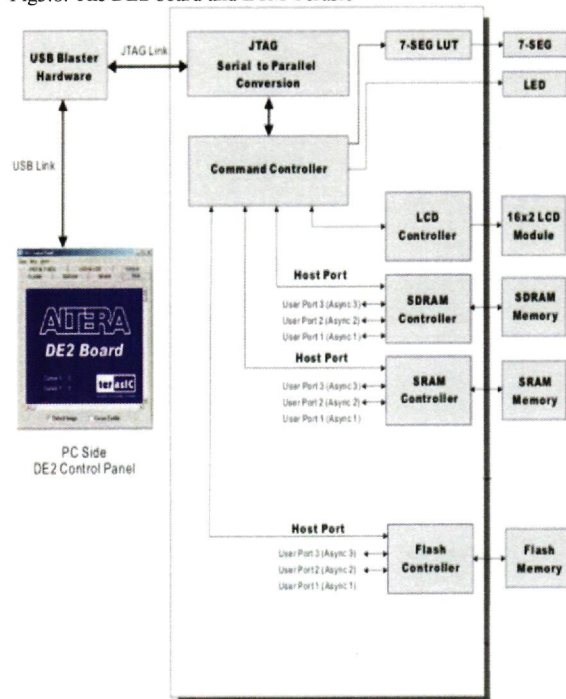 USB Blaster
Hardware
JTAG Link
JTAG
Serial to Parallel
Conversion
7-SEG LUT
7-SEG
LED
Command Controller
USB Link
LCD
Controller
16x2 LCD
Module
Host Port
User Port 3 (Async 3)
User Port 2 (Async 2)
User Port 1 (Async 1)
SDRAM
Controller
SDRAM
Memory
Host Port
User Port 3 (Async 3)
User Port 2 (Async 2)
User Port 1 (Async 1)
SRAM
Controller
SRAM
Memory
ALTERA
DE2 Board
terasIC
PC Side
DE2 Control Panel
Host Port
User Port 3 (Async 3)
User Port 2 (Async 2)
User Port 1 (Async 1)
Flash
Controller
Flash
Memory